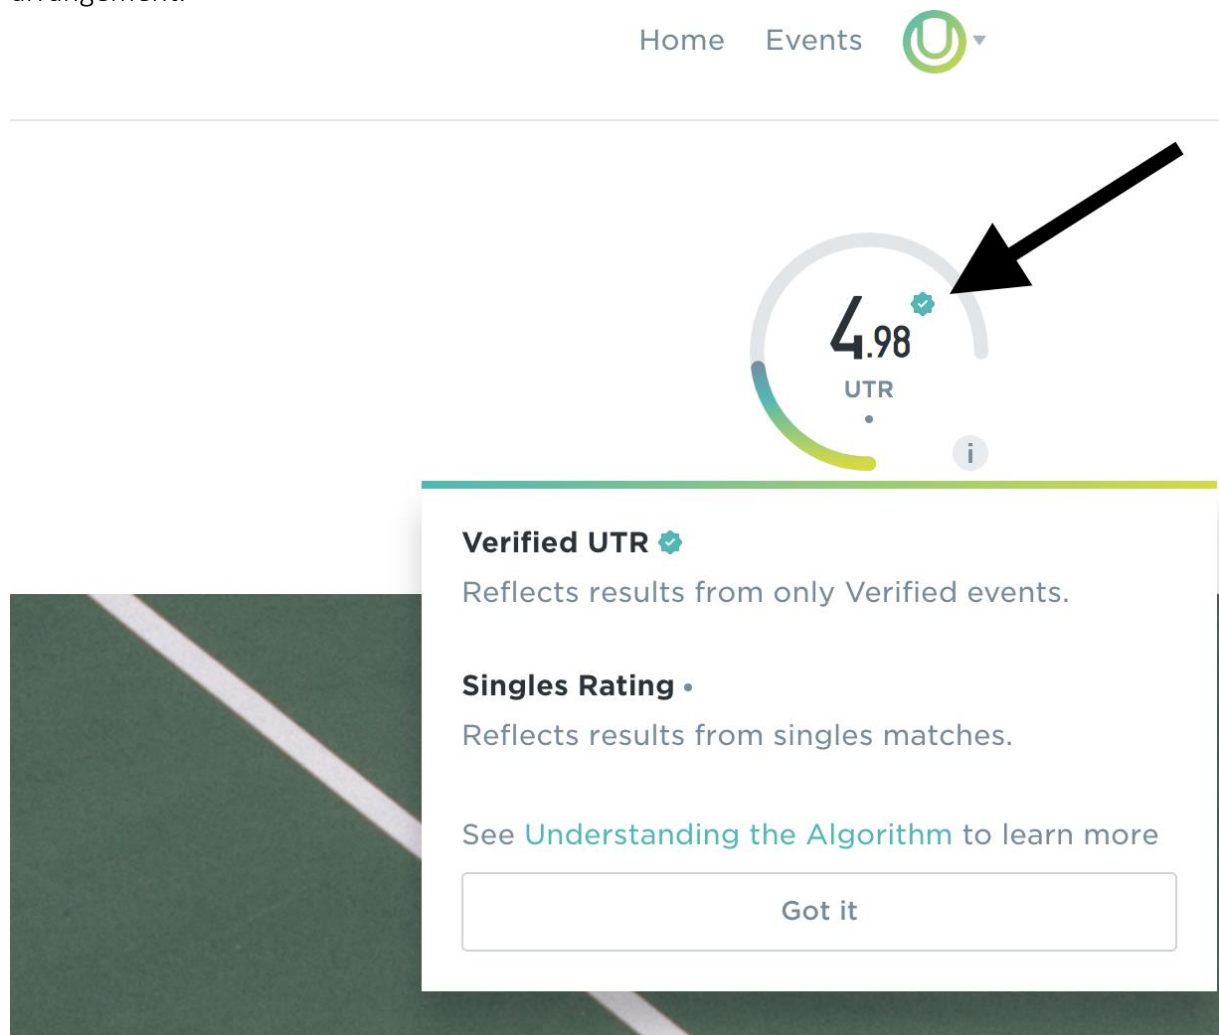 arrangement.
Home Events
4.98
UTR
i
Verified UTR
Reflects results from only Verified events.
Singles Rating •
Reflects results from singles matches.
See Understanding the Algorithm to learn more
Got it